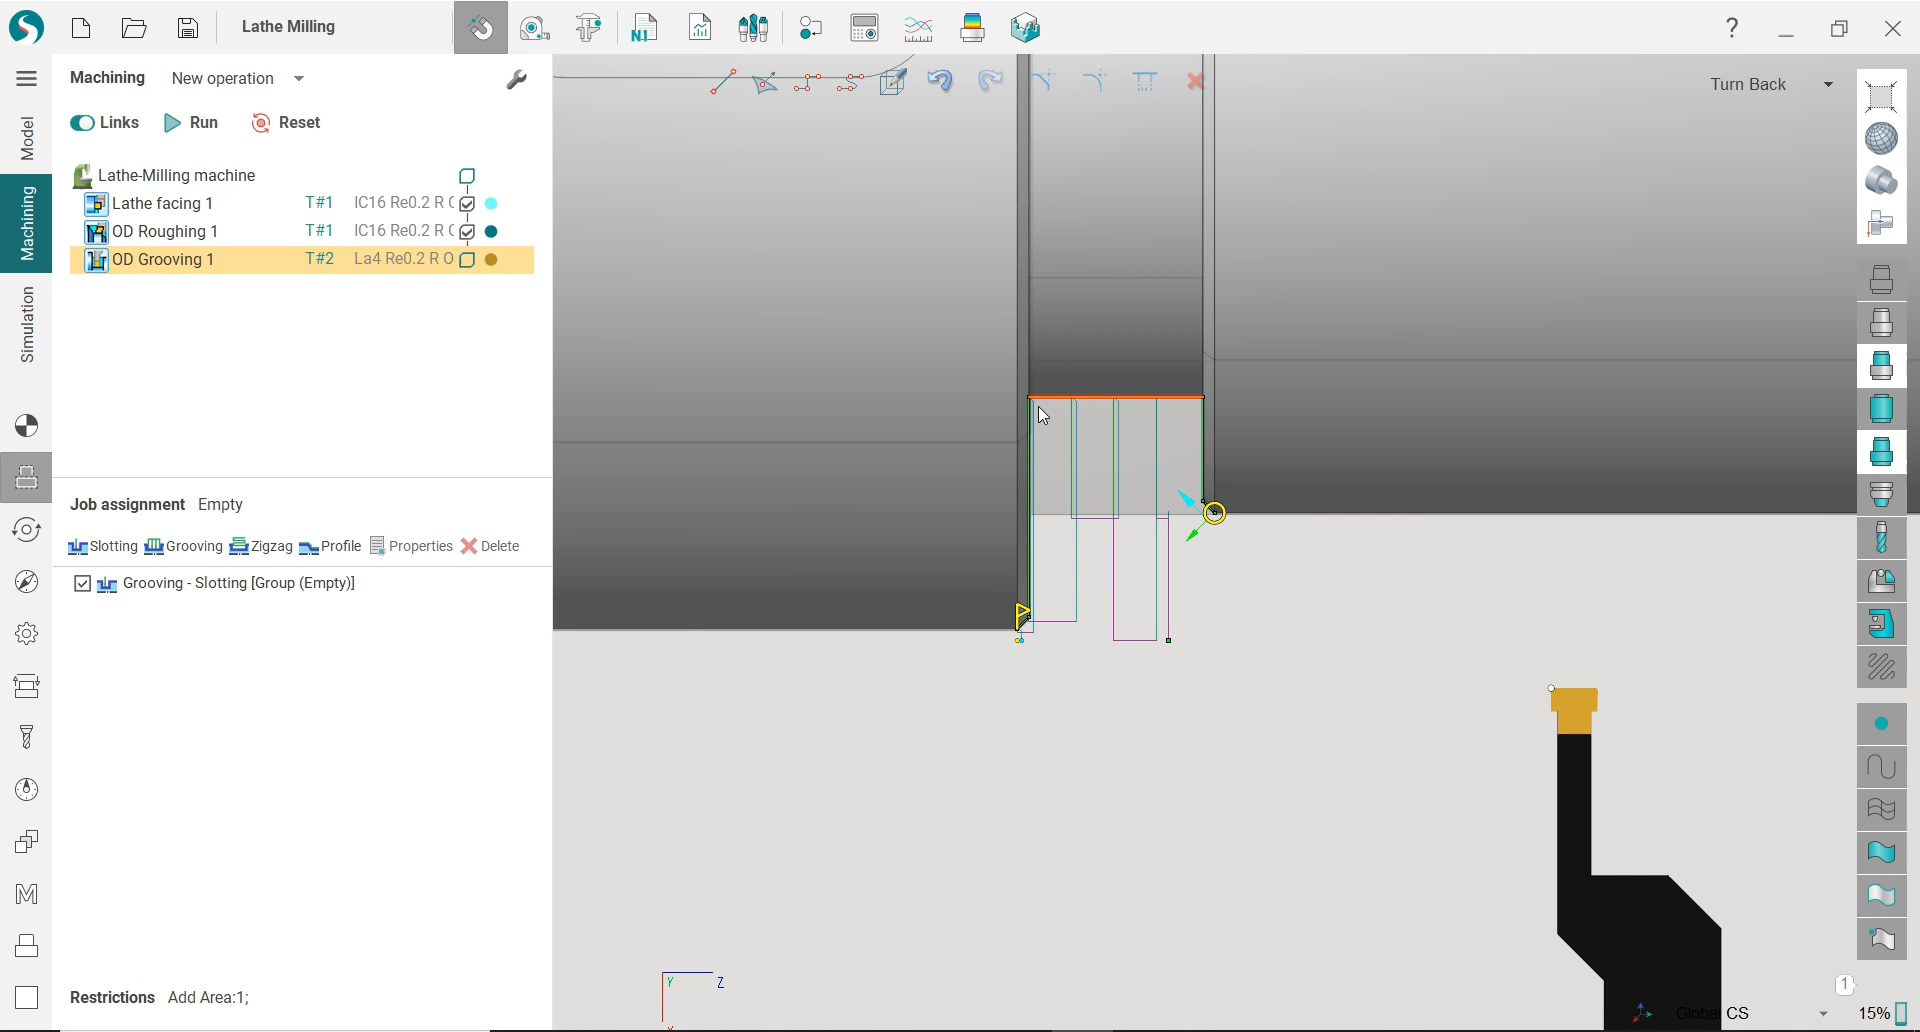 Lathe Milling
N1
Machining New operation
Turn Back
Links Run Reset
Model
Machining
Simulation
Lathe-Milling machine
Lathe facing 1 T#1 IC16 Re0.2 R
OD Roughing 1 T#1 IC16 Re0.2 R
OD Grooving 1 T#2 La4 Re0.2 R O
Job assignment Empty
Slotting Grooving Zigzag Profile Properties Delete
Grooving - Slotting [Group (Empty)]
Restrictions Add Area:1;
Y Z
1
Global CS
15%